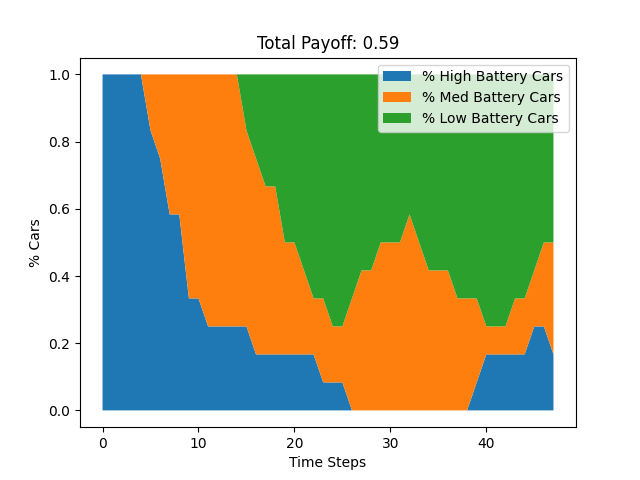 Total Payoff: 0.59
% High Battery Cars
% Med Battery Cars
% Low Battery Cars
1.0
0.8
0.6
0.4
0.2
0.0
% Cars
0
10
20
30
40
Time Steps